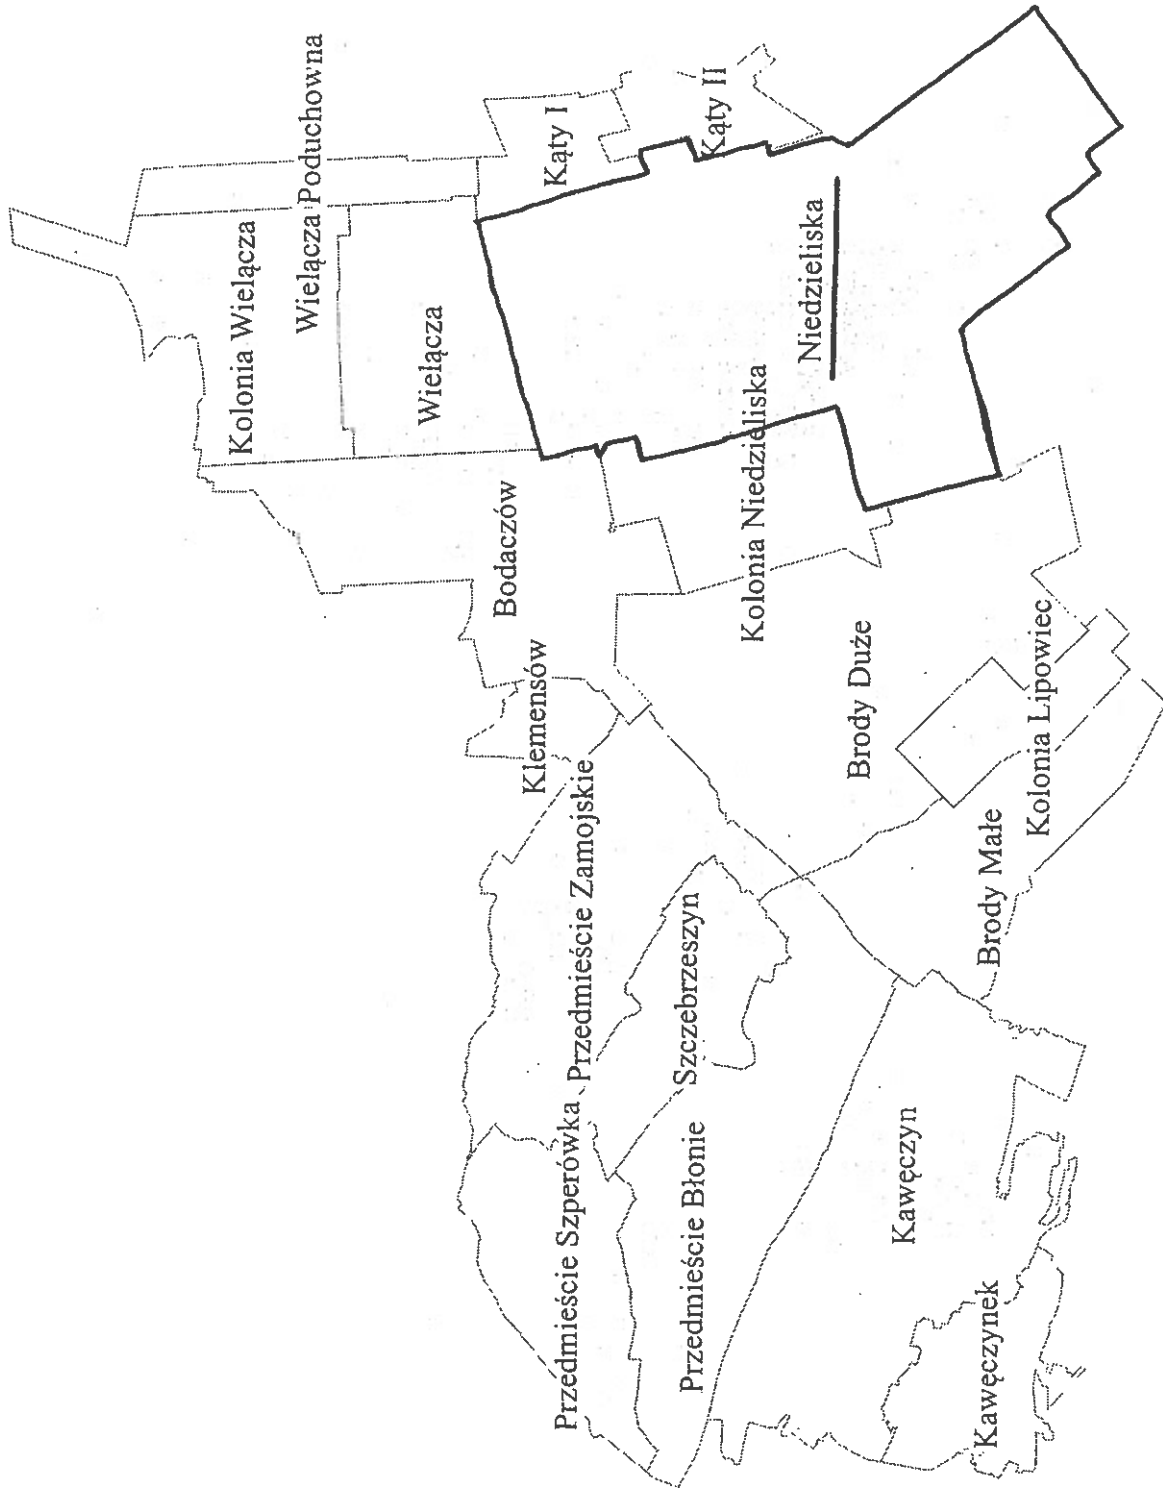 Kolonia Wielącza
Wielącza Poduchowna
Wielącza
Bodaczów
Klemensów
Kąty I
Kąty II
Przedmieście Zamojskie
Przedmieście Szperówka
Szczebrzeszyn
Przedmieście Błonie
Kolonia Niedzieliska
Niedzieliska
Brody Duże
Kawęczyn
Brody Małe
Kolonia Lipowiec
Kawęczynek